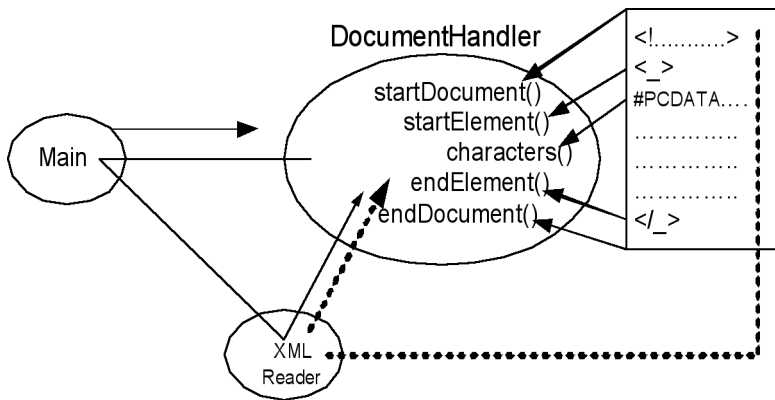 DocumentHandler
startDocument()
startElement()
characters()
endElement()
endDocument()
<!...........>
<_>
#PCDATA....
..............
..............
..............
</_>
Main
XML
Reader